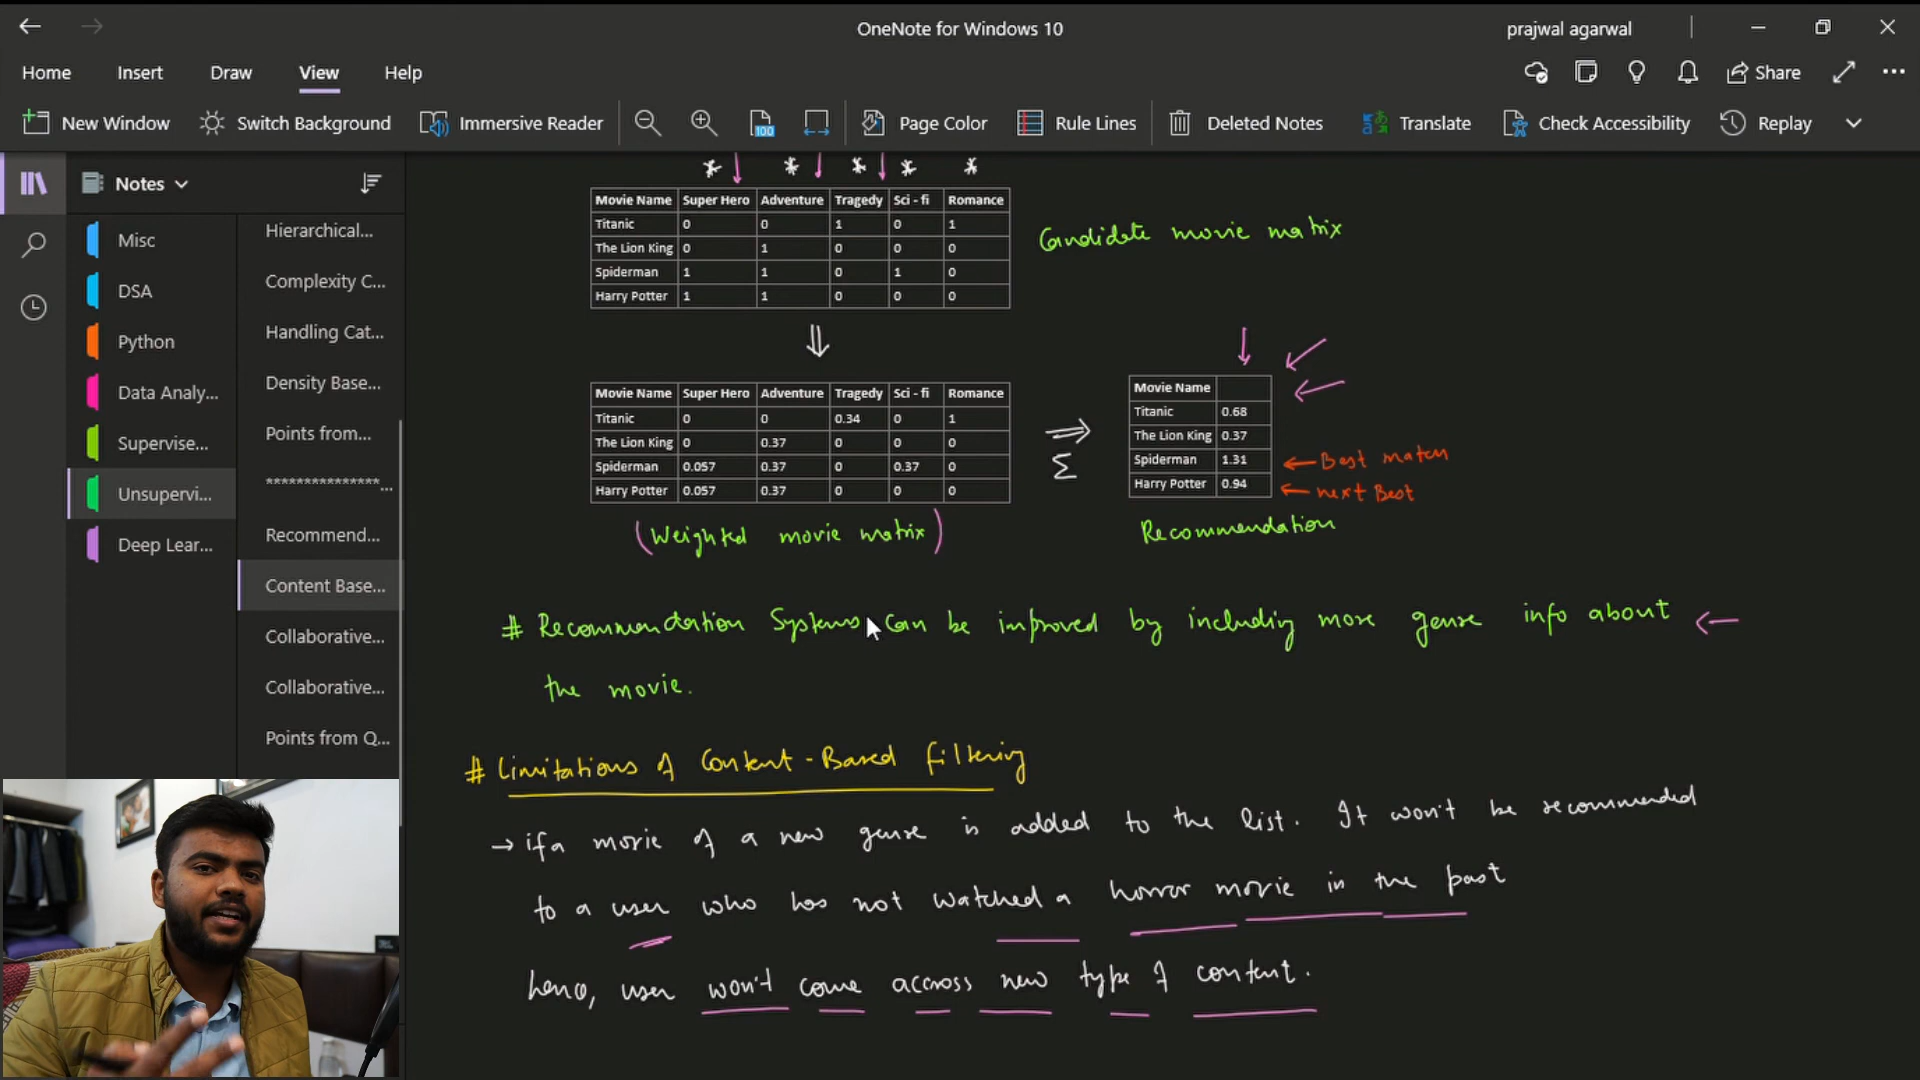 OneNote for Windows 10
prajwal agarwal
Home Insert Draw View Help
Share
New Window Switch Background Immersive Reader 100 Page Color Rule Lines Deleted Notes Translate Check Accessibility Replay
Notes
Misc
DSA
Python
Data Analy...
Supervise...
Unsupervi...
Deep Lear...
Hierarchical...
Complexity C...
Handling Cat...
Density Base...
Points from...
***************...
Recommend...
Content Base...
Collaborative...
Collaborative...
Points from Q...
* * * * *
Movie Name Super Hero Adventure Tragedy Sci - fi Romance
Titanic 0 0 1 0 1
The Lion King 0 1 0 0 0
Spiderman 1 1 0 1 0
Harry Potter 1 1 0 0 0
Candidate movie matrix
⇓
Movie Name Super Hero Adventure Tragedy Sci - fi Romance
Titanic 0 0 0.34 0 1
The Lion King 0 0.37 0 0 0
Spiderman 0.057 0.37 0 0.37 0
Harry Potter 0.057 0.37 0 0 0
(Weighted movie matrix)
⇒
Σ
Movie Name
Titanic 0.68
The Lion King 0.37
Spiderman 1.31 ← Best match
Harry Potter 0.94 ← next Best
Recommendation
# Recommendation Systems can be improved by including more genre info about ←
the movie.
# Limitations of Content-Based filtering
→ if a movie of a new genre is added to the list. It won't be recommended
to a user who has not watched a horror movie in the past
hence, user won't come accross new type of content.